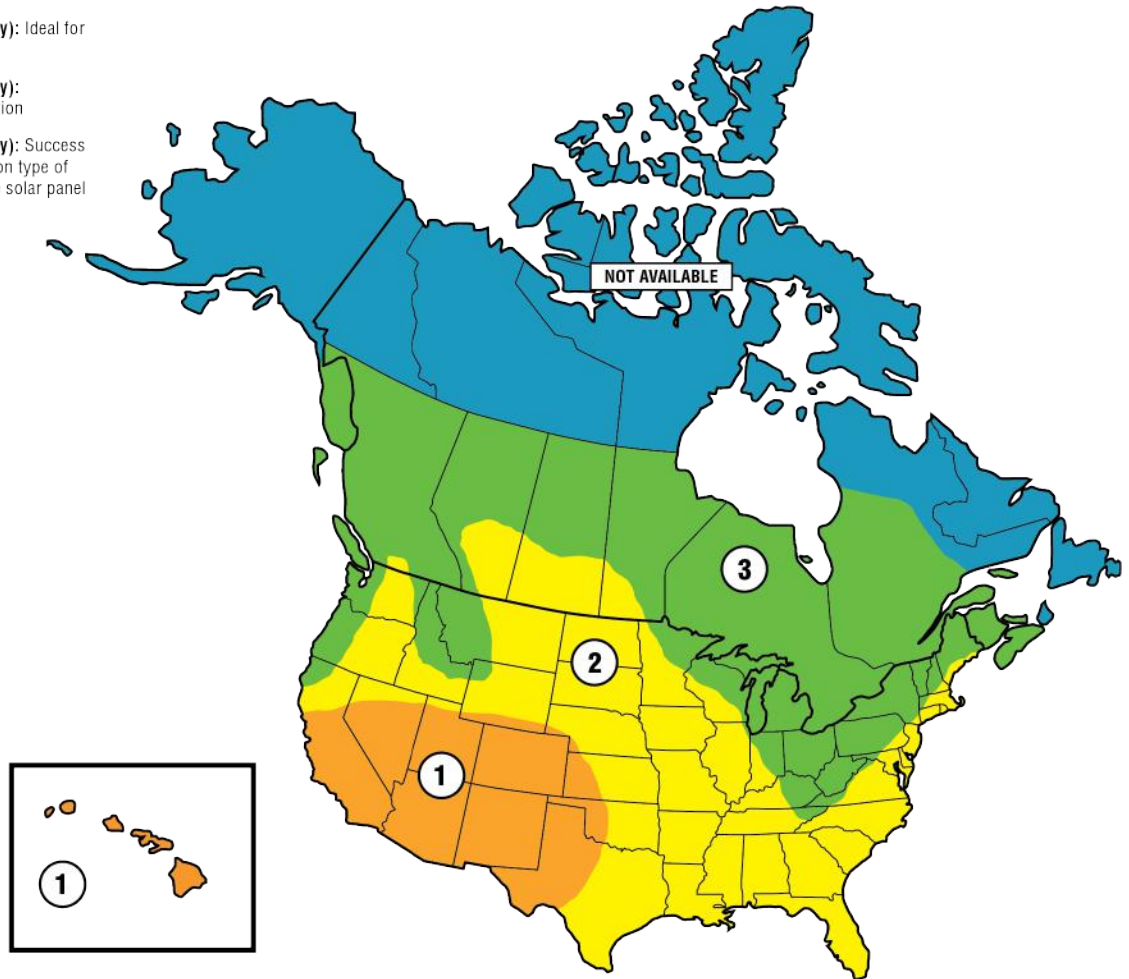 y): Ideal for
y):
ion
y): Success
on type of
solar panel
NOT AVAILABLE
3
2
1
1